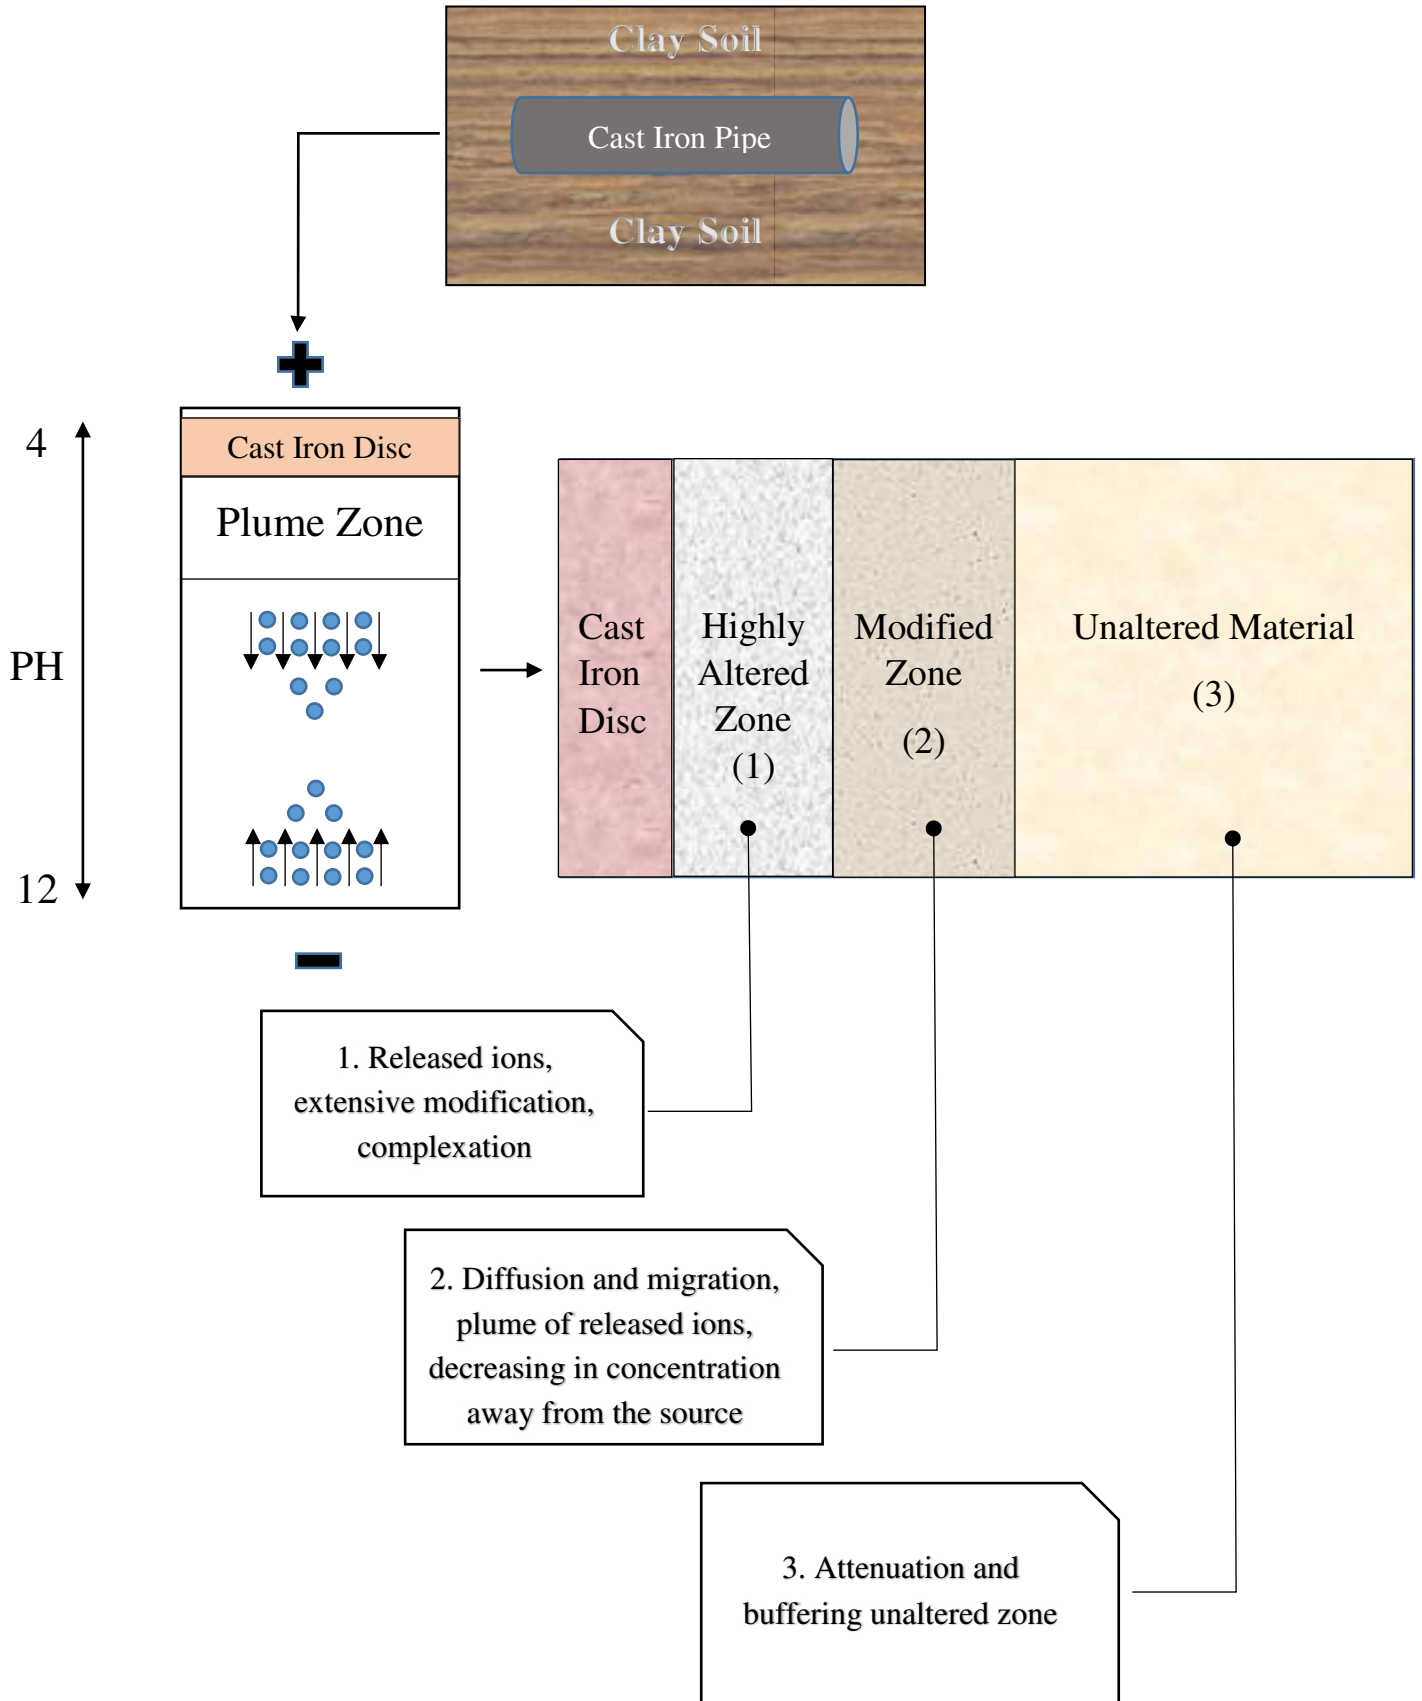 Clay Soil
Cast Iron Pipe
Clay Soil
4
Cast Iron Disc
Plume Zone
PH
12
Cast
Iron
Disc
Highly
Altered
Zone
(1)
Modified
Zone
(2)
Unaltered Material
(3)
1. Released ions,
extensive modification,
complexation
2. Diffusion and migration,
plume of released ions,
decreasing in concentration
away from the source
3. Attenuation and
buffering unaltered zone